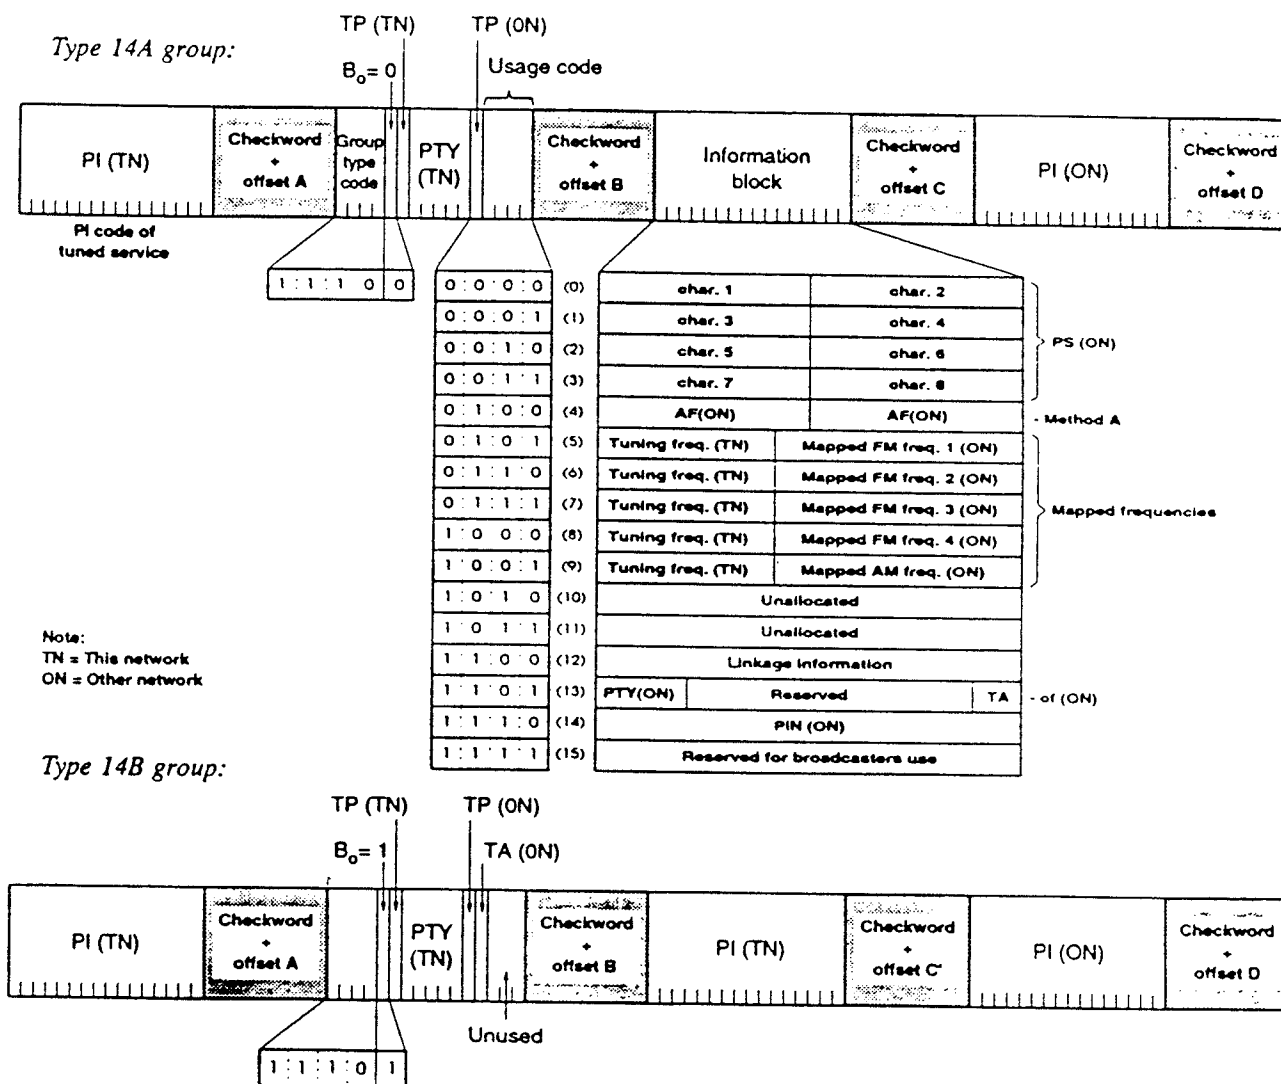 Type 14A group:
TP (TN)
TP (0N)
B₀= 0
Usage code
PI (TN)
Checkword + offset A
Group type code
PTY (TN)
Checkword + offset B
Information block
Checkword + offset C
PI (ON)
Checkword + offset D
PI code of tuned service
1 1 1 0 0
0 0 0 0 (0) char. 1 char. 2
0 0 0 1 (1) char. 3 char. 4
0 0 1 0 (2) char. 5 char. 6
0 0 1 1 (3) char. 7 char. 8
PS (ON)
0 1 0 0 (4) AF(ON) AF(ON) - Method A
0 1 0 1 (5) Tuning freq. (TN) Mapped FM freq. 1 (ON)
0 1 1 0 (6) Tuning freq. (TN) Mapped FM freq. 2 (ON)
0 1 1 1 (7) Tuning freq. (TN) Mapped FM freq. 3 (ON)
1 0 0 0 (8) Tuning freq. (TN) Mapped FM freq. 4 (ON)
1 0 0 1 (9) Tuning freq. (TN) Mapped AM freq. (ON)
Mapped frequencies
1 0 1 0 (10) Unallocated
1 0 1 1 (11) Unallocated
1 1 0 0 (12) Linkage information
1 1 0 1 (13) PTY(ON) Reserved TA - of (ON)
1 1 1 0 (14) PIN (ON)
1 1 1 1 (15) Reserved for broadcasters use
Note:
TN = This network
ON = Other network
Type 14B group:
TP (TN)
TP (0N)
B₀= 1
TA (0N)
PI (TN)
Checkword + offset A
PTY (TN)
Checkword + offset B
PI (TN)
Checkword + offset C'
PI (ON)
Checkword + offset D
Unused
1 1 1 0 1